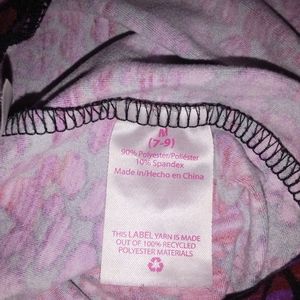 M
(7-9)
90% Polyester/Poliéster
10% Spandex
Made in/Hecho en China
THIS LABEL YARN IS MADE
OUT OF 100% RECYCLED
POLYESTER MATERIALS